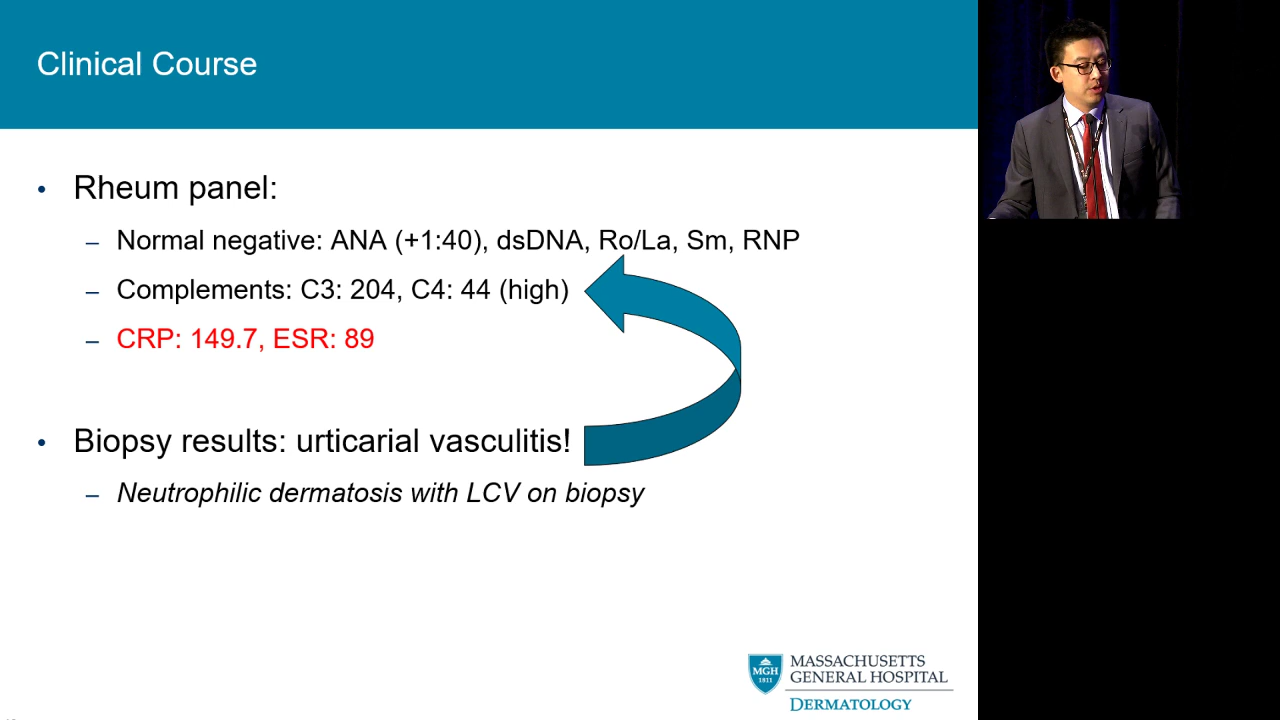 Clinical Course
• Rheum panel:
– Normal negative: ANA (+1:40), dsDNA, Ro/La, Sm, RNP
– Complements: C3: 204, C4: 44 (high)
– CRP: 149.7, ESR: 89
• Biopsy results: urticarial vasculitis!
– Neutrophilic dermatosis with LCV on biopsy
MGH
1811
MASSACHUSETTS
GENERAL HOSPITAL
DERMATOLOGY